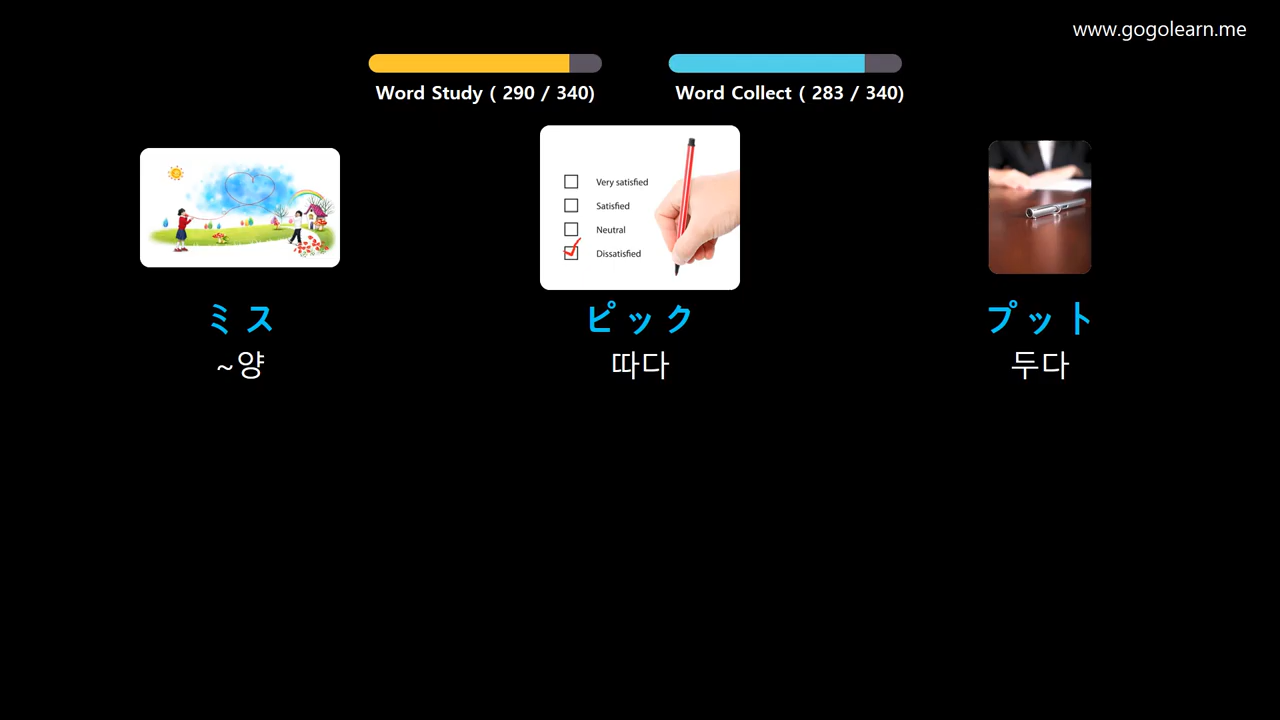 www.gogolearn.me
Word Study ( 290 / 340)
Word Collect ( 283 / 340)
Very satisfied
Satisfied
Neutral
Dissatisfied
ミス
ピック
プット
~양
따다
두다